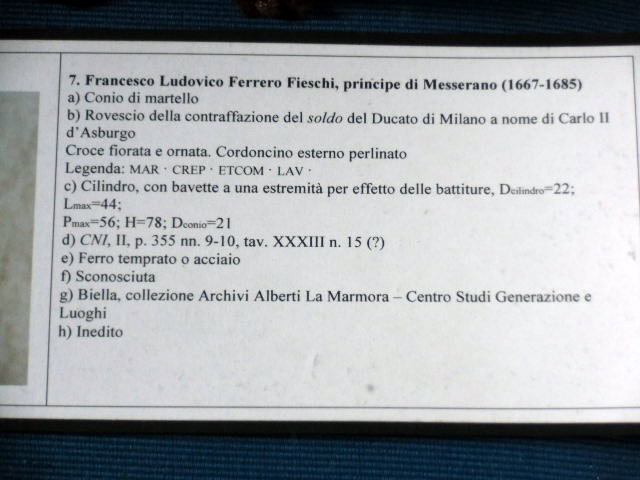 7. Francesco Ludovico Ferrero Fieschi, principe di Messerano (1667-1685)
a) Conio di martello
b) Rovescio della contraffazione del soldo del Ducato di Milano a nome di Carlo II
d'Asburgo
Croce fiorata e ornata. Cordoncino esterno perlinato
Legenda: MAR · CREP · ETCOM · LAV ·
c) Cilindro, con bavette a una estremità per effetto delle battiture, Dcilindro=22;
Lmax=44;
Pmax=56; H=78; Dconio=21
d) CNI, II, p. 355 nn. 9-10, tav. XXXIII n. 15 (?)
e) Ferro temprato o acciaio
f) Sconosciuta
g) Biella, collezione Archivi Alberti La Marmora – Centro Studi Generazione e
Luoghi
h) Inedito